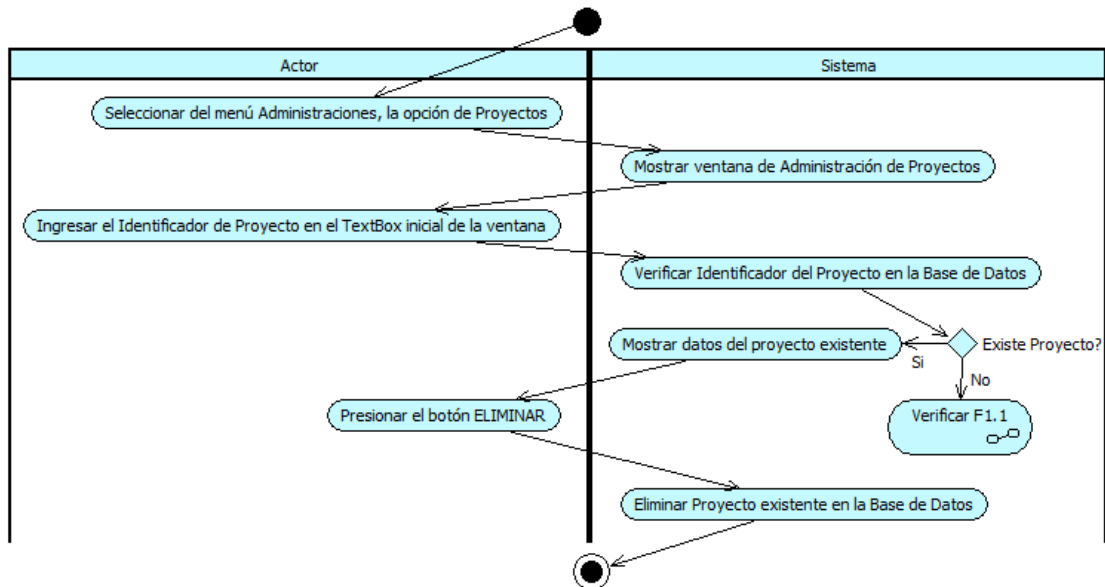 Actor
Sistema
Seleccionar del menú Administraciones, la opción de Proyectos
Mostrar ventana de Administración de Proyectos
Ingresar el Identificador de Proyecto en el TextBox inicial de la ventana
Verificar Identificador del Proyecto en la Base de Datos
Existe Proyecto?
Si
Mostrar datos del proyecto existente
No
Presionar el botón ELIMINAR
Verificar F1.1
Eliminar Proyecto existente en la Base de Datos